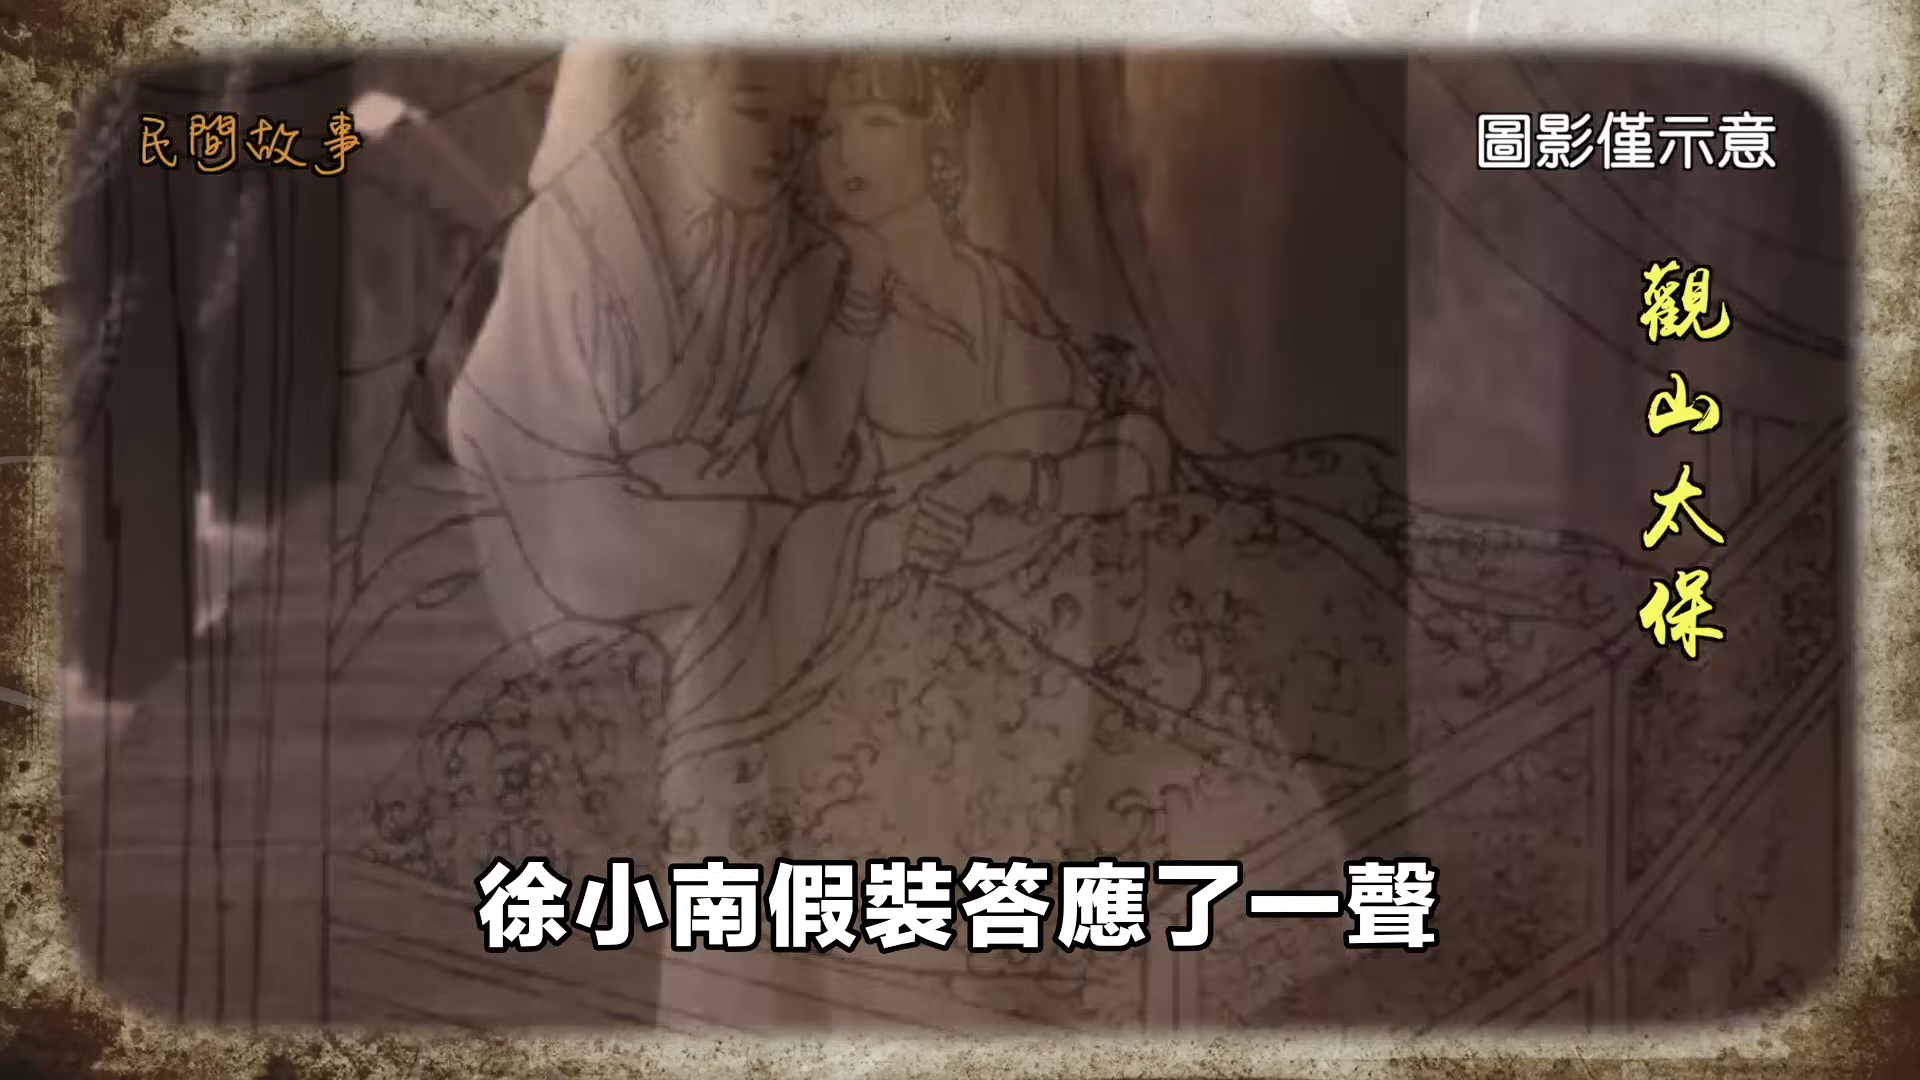 民間故事
圖影僅示意
觀山太保
徐小南假裝答應了一聲